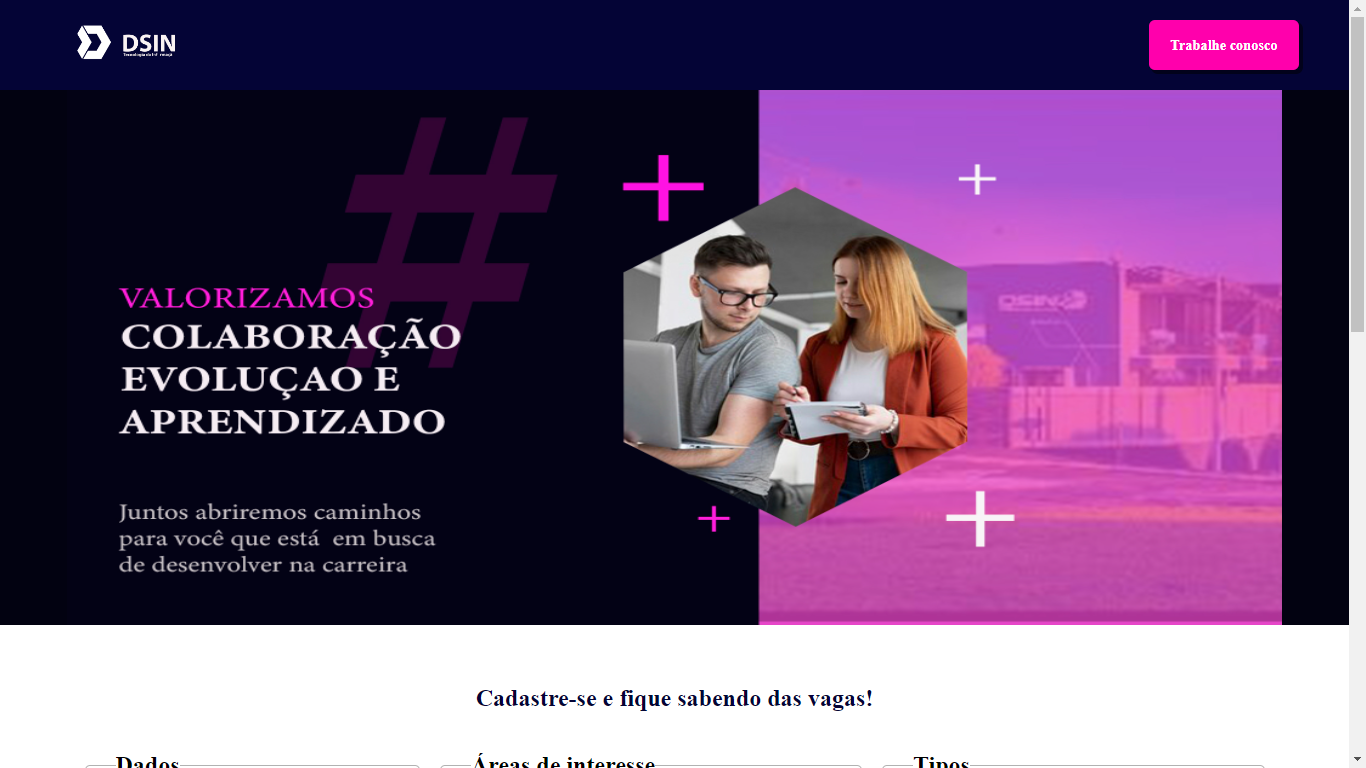 DSIN
Trabalhe conosco
VALORIZAMOS
COLABORAÇÃO
EVOLUÇAO E
APRENDIZADO
Juntos abriremos caminhos
para você que está em busca
de desenvolver na carreira
DSIN
Cadastre-se e fique sabendo das vagas!
Dados
Áreas de interesse
Tipos